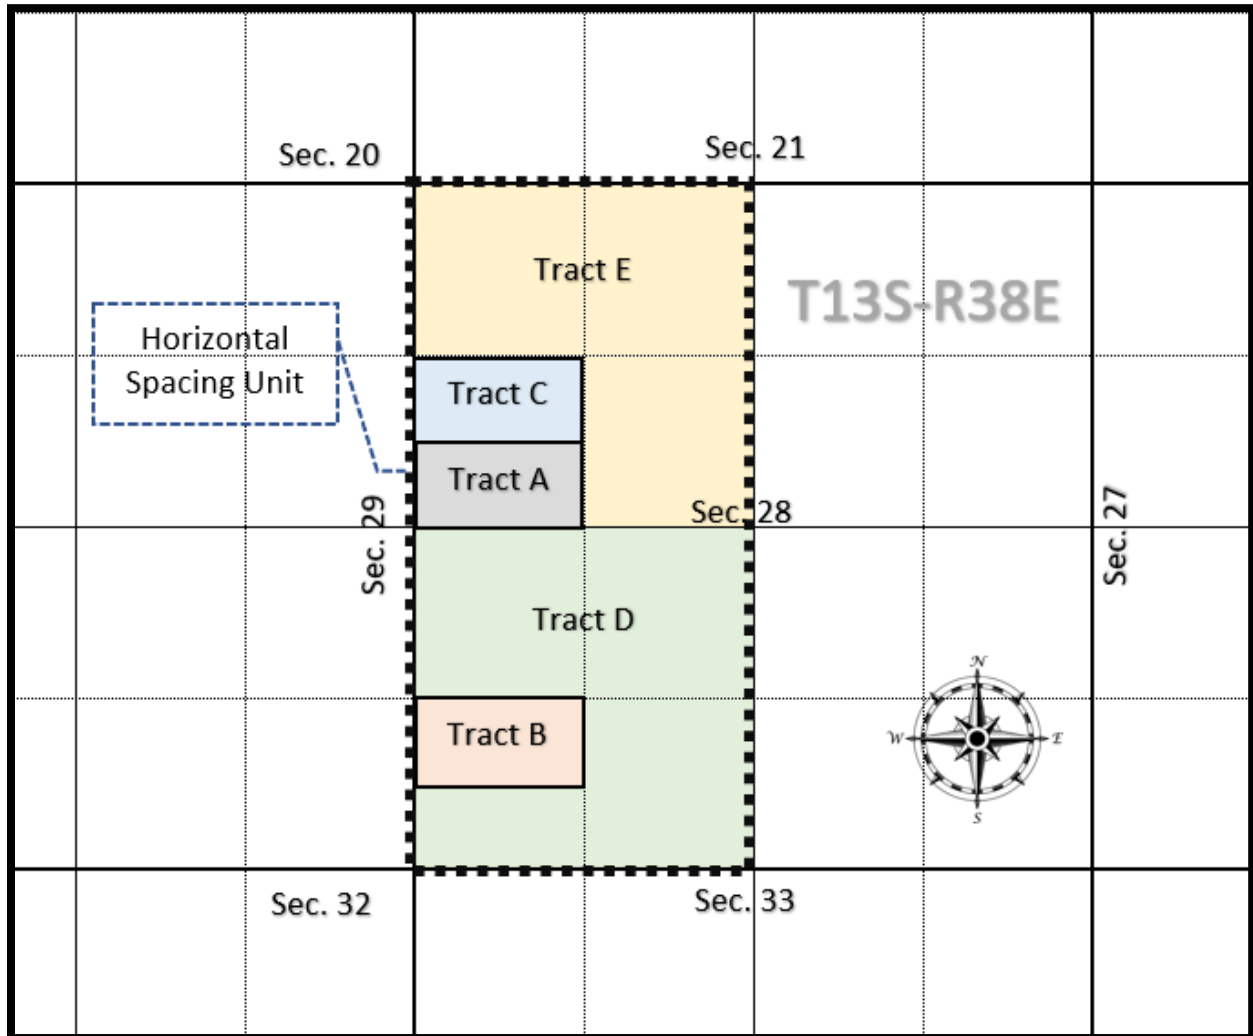 Sec. 20
Sec. 21
Tract E
T13S-R38E
Horizontal
Spacing Unit
Tract C
Tract A
Sec. 29
Sec. 28
Sec. 27
Tract D
N
W
E
S
Tract B
Sec. 32
Sec. 33